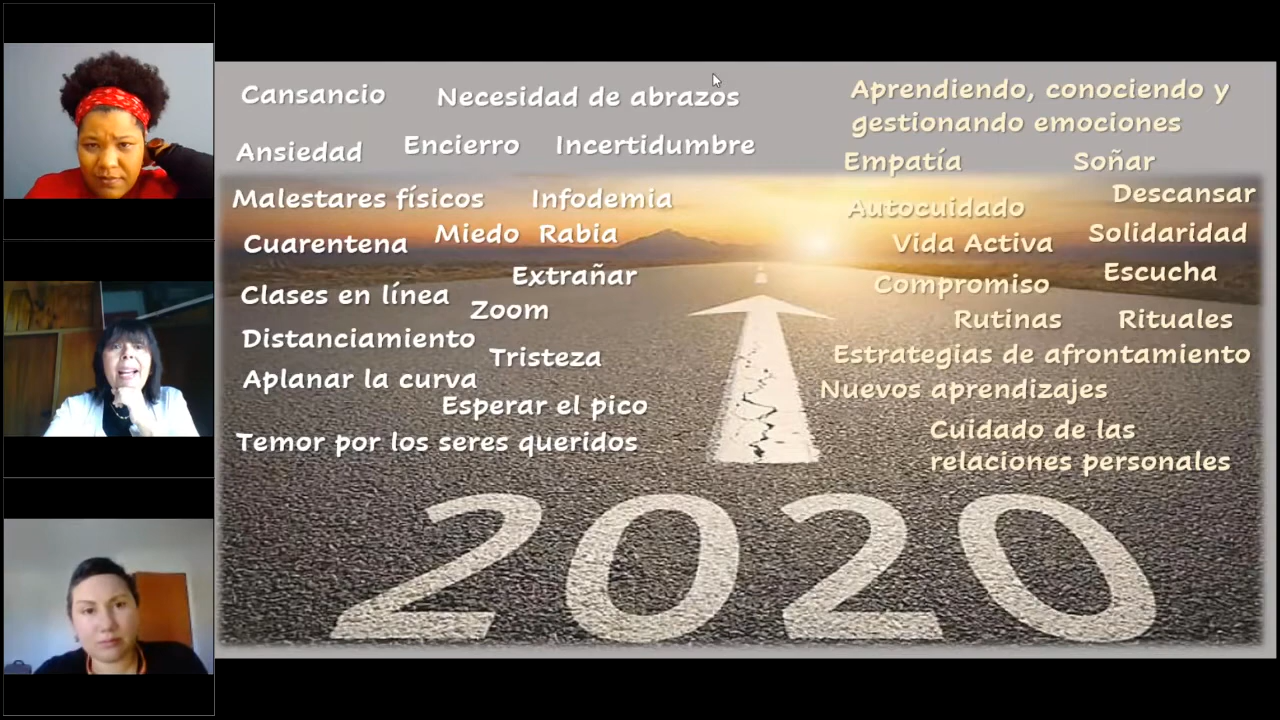 Cansancio
Necesidad de abrazos
Ansiedad
Encierro
Incertidumbre
Malestares físicos
Infodemia
Cuarentena
Miedo
Rabia
Extrañar
Clases en línea
Zoom
Distanciamiento
Tristeza
Aplanar la curva
Esperar el pico
Temor por los seres queridos
Aprendiendo, conociendo y
gestionando emociones
Empatía
Soñar
Descansar
Autocuidado
Vida Activa
Solidaridad
Compromiso
Escucha
Rutinas
Rituales
Estrategias de afrontamiento
Nuevos aprendizajes
Cuidado de las
relaciones personales
2020